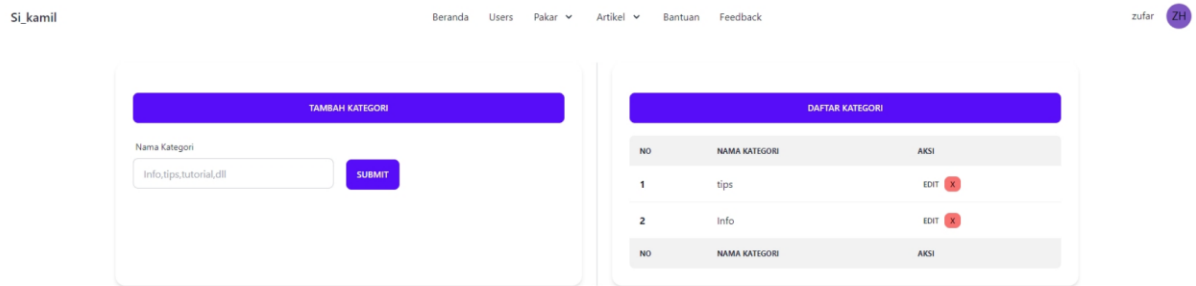 Si_kamil Beranda Users Pakar Artikel Bantuan Feedback zufar ZH
TAMBAH KATEGORI
Nama Kategori
Info,tips,tutorial,dll SUBMIT
DAFTAR KATEGORI
NO NAMA KATEGORI AKSI
1 tips EDIT X
2 Info EDIT X
NO NAMA KATEGORI AKSI